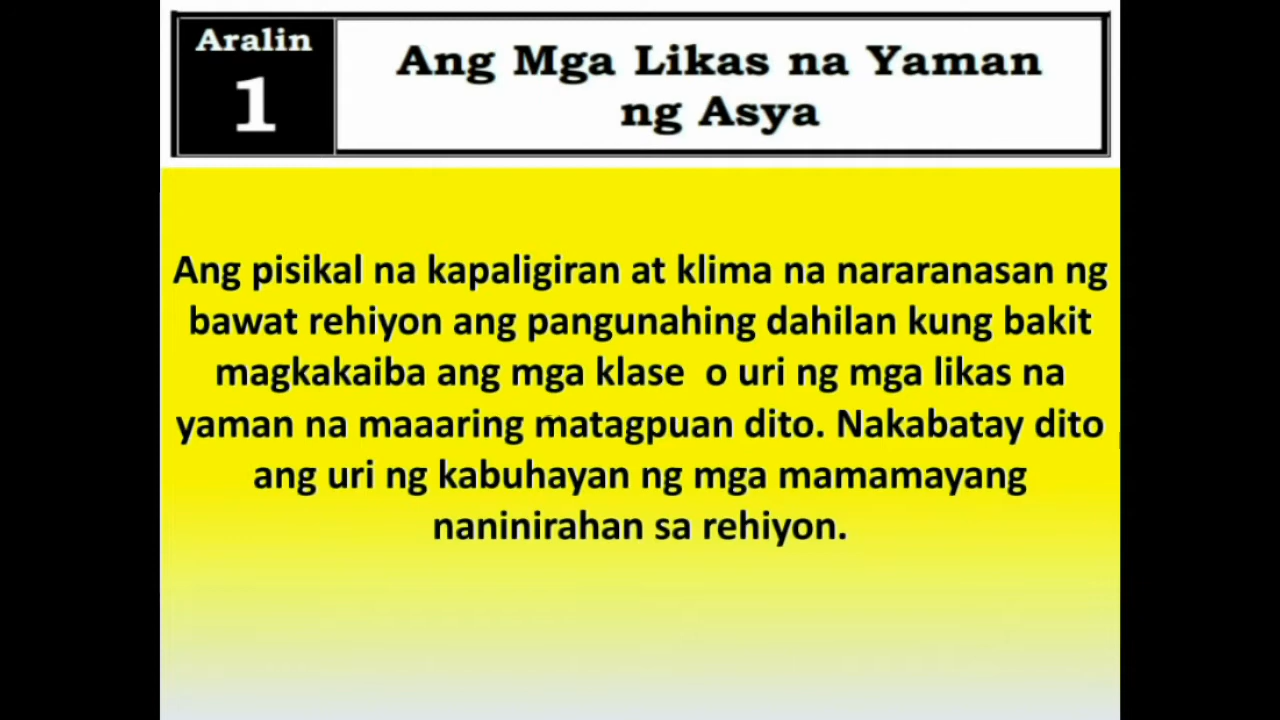 Aralin
1
Ang Mga Likas na Yaman
ng Asya
Ang pisikal na kapaligiran at klima na nararanasan ng
bawat rehiyon ang pangunahing dahilan kung bakit
magkakaiba ang mga klase o uri ng mga likas na
yaman na maaaring matagpuan dito. Nakabatay dito
ang uri ng kabuhayan ng mga mamamayang
naninirahan sa rehiyon.